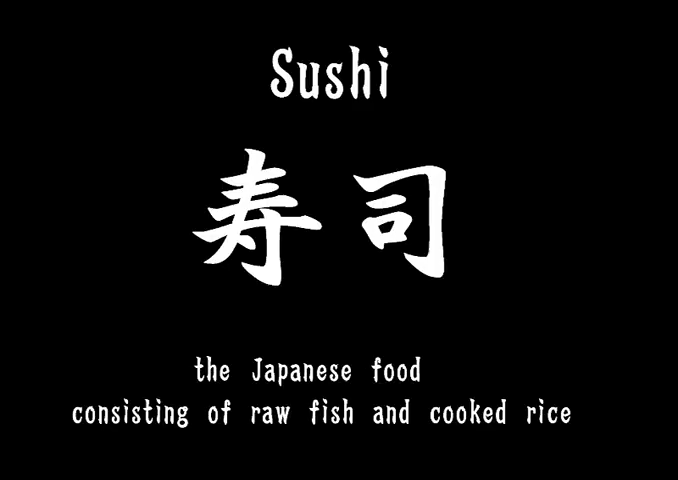 Sushi
寿司
the Japanese food
consisting of raw fish and cooked rice